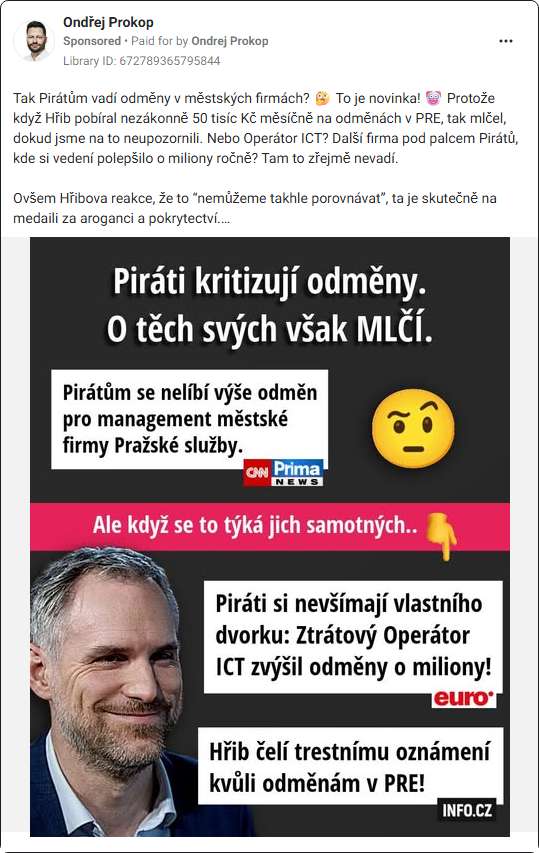 Ondřej Prokop
Sponsored • Paid for by Ondrej Prokop
Library ID: 672789365795844
Tak Pirátům vadí odměny v městských firmách? 🫢 To je novinka! 🤡 Protože
když Hřib pobíral nezákonně 50 tisíc Kč měsíčně na odměnách v PRE, tak mlčel,
dokud jsme na to neupozornili. Nebo Operátor ICT? Další firma pod palcem Pirátů,
kde si vedení polepšilo o miliony ročně? Tam to zřejmě nevadí.
Ovšem Hřibova reakce, že to “nemůžeme takhle porovnávat”, ta je skutečně na
medaili za aroganci a pokrytectví....
Piráti kritizují odměny.
O těch svých však MLČÍ.
Pirátům se nelíbí výše odměn
pro management městské
firmy Pražské služby.
CNN Prima
NEWS
Ale když se to týká jich samotných..
Piráti si nevšímají vlastního
dvorku: Ztrátový Operátor
ICT zvýšil odměny o miliony!
euro
Hřib čelí trestnímu oznámení
kvůli odměnám v PRE!
INFO.CZ